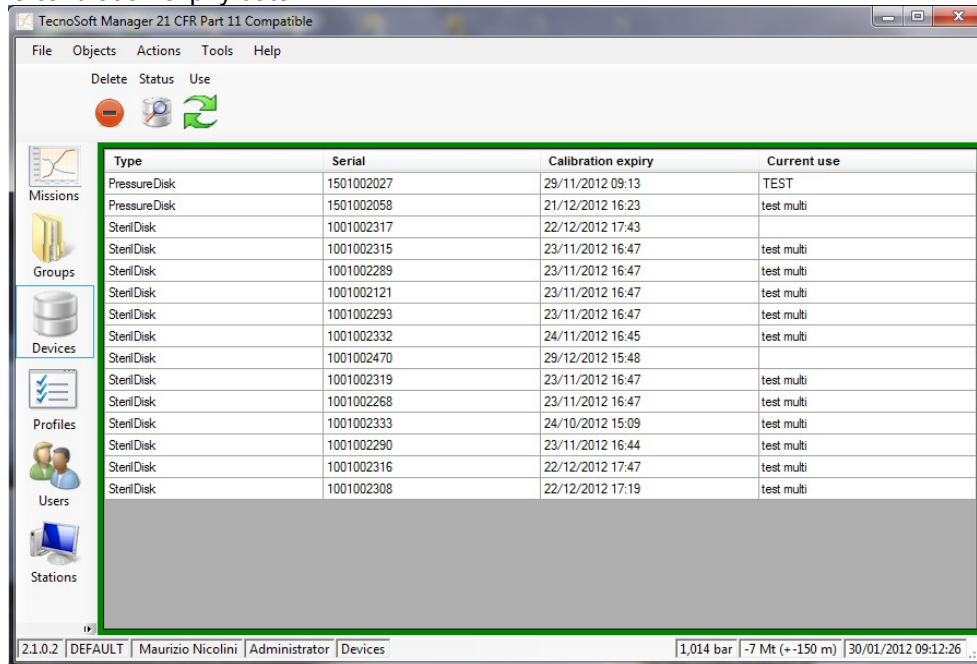 TecnoSoft Manager 21 CFR Part 11 Compatible
File Objects Actions Tools Help
Delete Status Use
Missions
Groups
Devices
Profiles
Users
Stations
Type Serial Calibration expiry Current use
PressureDisk 1501002027 29/11/2012 09:13 TEST
PressureDisk 1501002058 21/12/2012 16:23 test multi
SterilDisk 1001002317 22/12/2012 17:43
SterilDisk 1001002315 23/11/2012 16:47 test multi
SterilDisk 1001002289 23/11/2012 16:47 test multi
SterilDisk 1001002121 23/11/2012 16:47 test multi
SterilDisk 1001002293 23/11/2012 16:47 test multi
SterilDisk 1001002332 24/11/2012 16:45 test multi
SterilDisk 1001002470 29/12/2012 15:48
SterilDisk 1001002319 23/11/2012 16:47 test multi
SterilDisk 1001002268 23/11/2012 16:47 test multi
SterilDisk 1001002333 24/10/2012 15:09 test multi
SterilDisk 1001002290 23/11/2012 16:44 test multi
SterilDisk 1001002316 22/12/2012 17:47 test multi
SterilDisk 1001002308 22/12/2012 17:19 test multi
2.1.0.2 DEFAULT Maurizio Nicolini Administrator Devices 1,014 bar -7 Mt (+-150 m) 30/01/2012 09:12:26